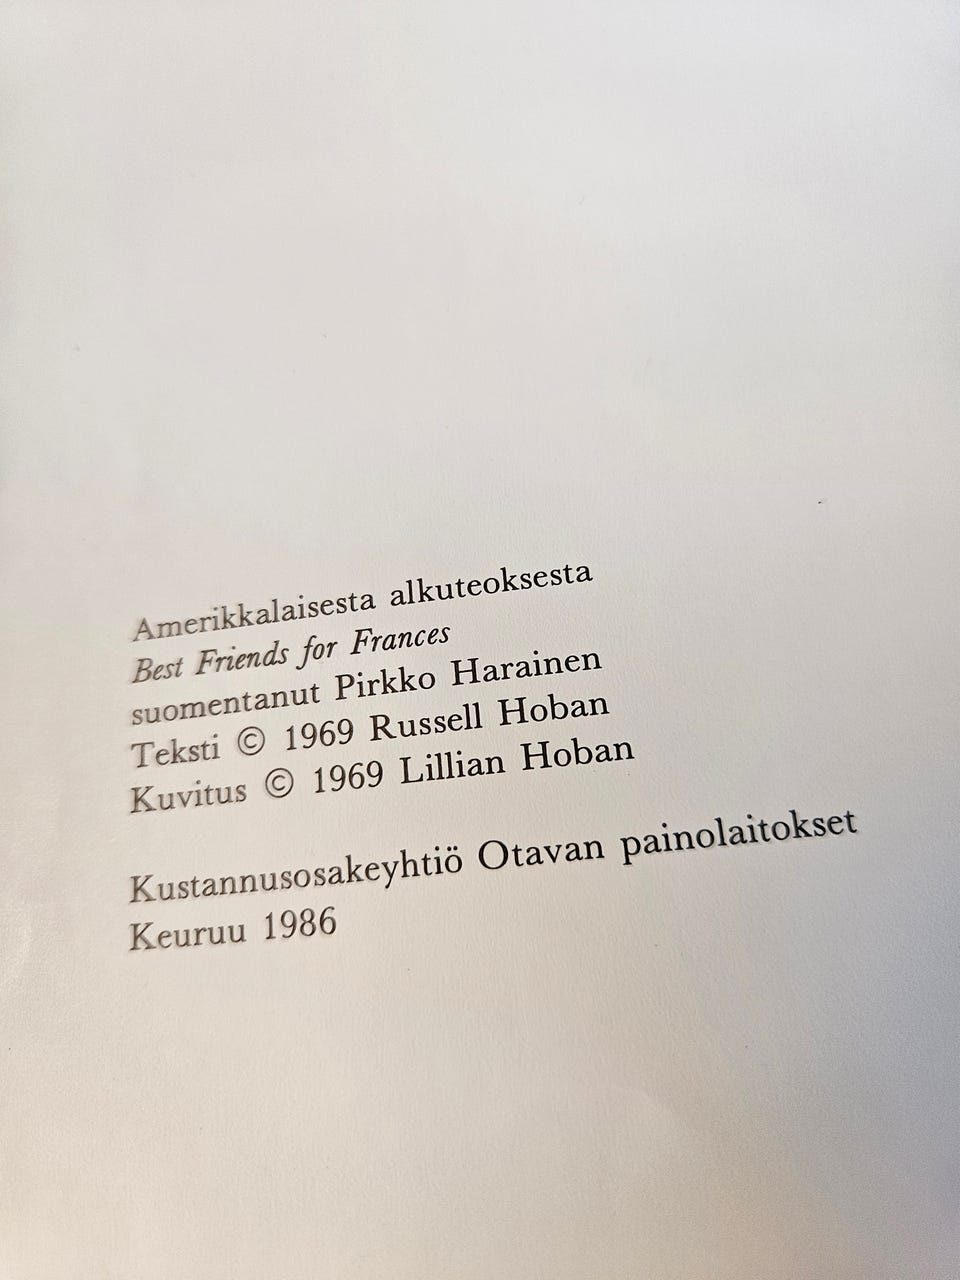 Amerikkalaisesta alkuteoksesta
Best Friends for Frances
suomentanut Pirkko Harainen
Teksti © 1969 Russell Hoban
Kuvitus © 1969 Lillian Hoban
Kustannusosakeyhtiö Otavan painolaitokset
Keuruu 1986